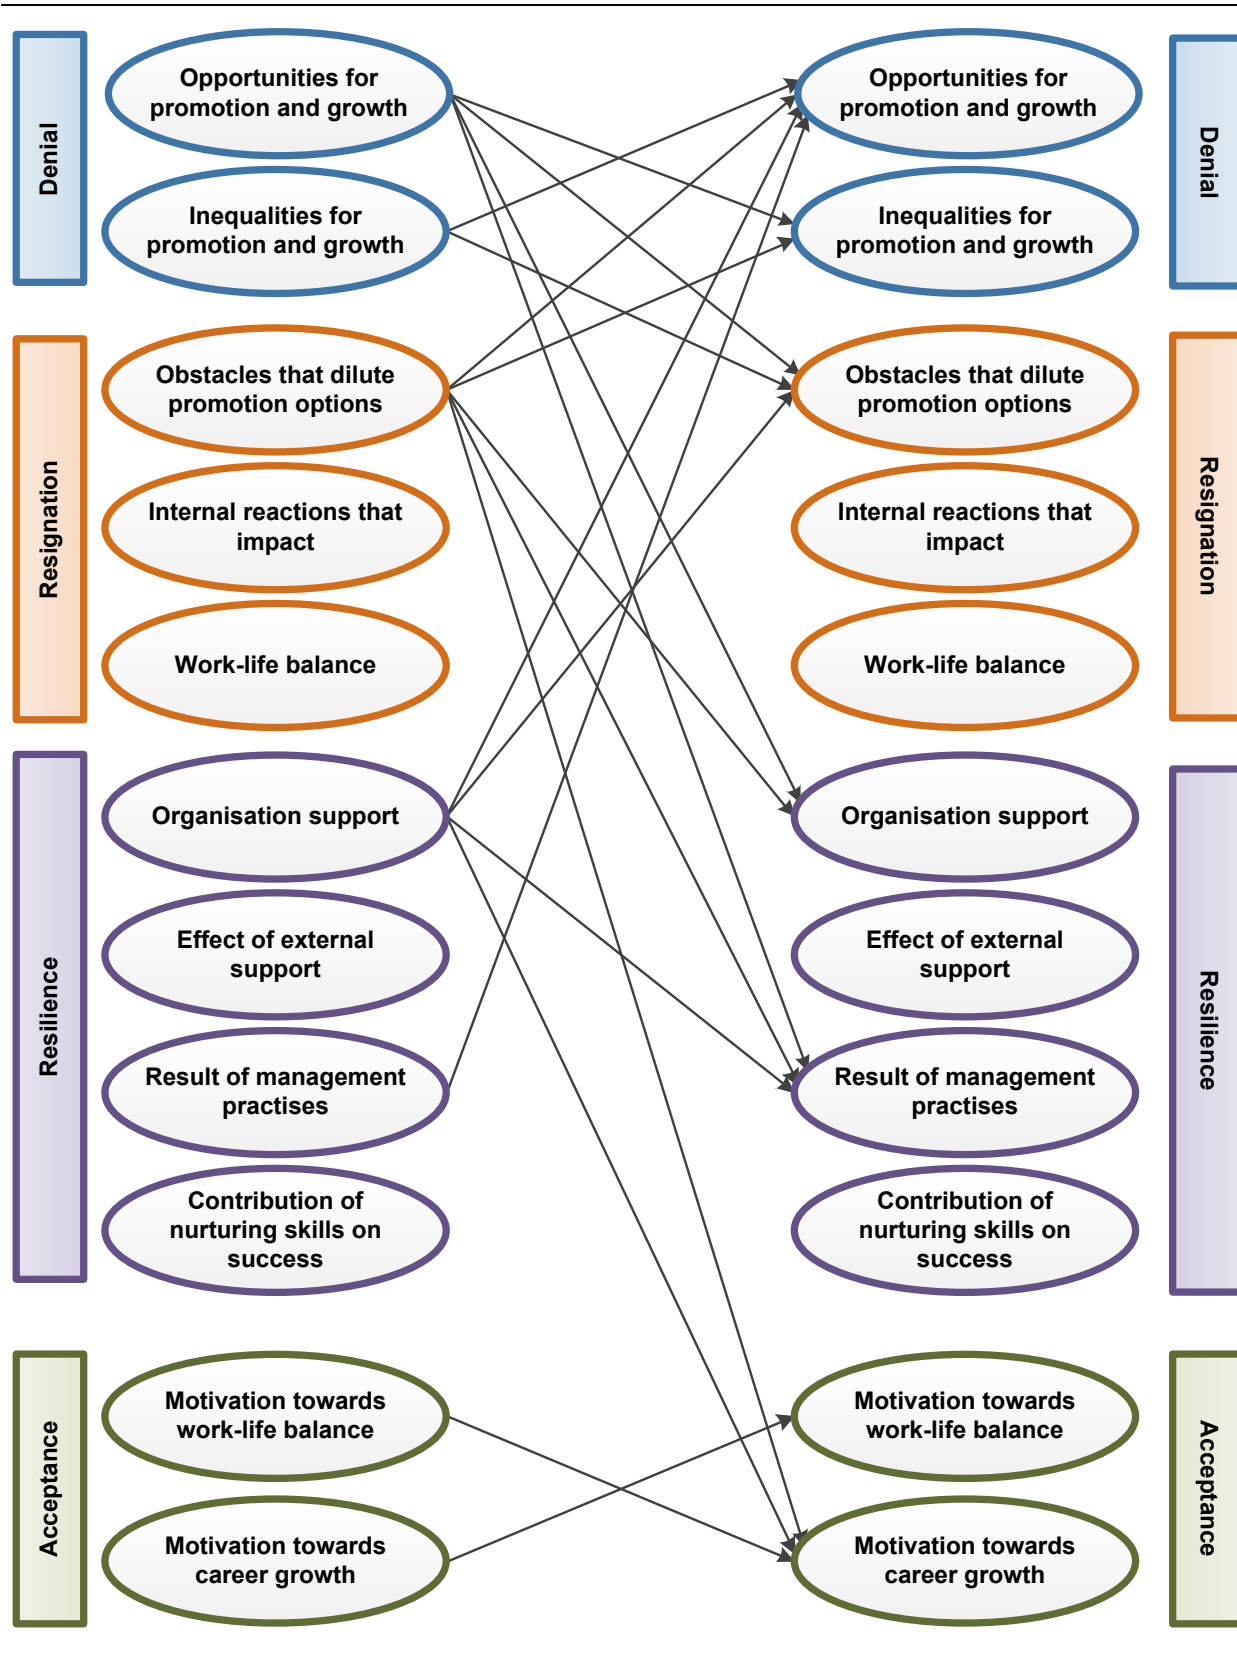 Denial
Opportunities for
promotion and growth
Opportunities for
promotion and growth
Denial
Inequalities for
promotion and growth
Inequalities for
promotion and growth
Resignation
Obstacles that dilute
promotion options
Obstacles that dilute
promotion options
Resignation
Internal reactions that
impact
Internal reactions that
impact
Work-life balance
Work-life balance
Resilience
Organisation support
Organisation support
Resilience
Effect of external
support
Effect of external
support
Result of management
practises
Result of management
practises
Contribution of
nurturing skills on
success
Contribution of
nurturing skills on
success
Acceptance
Motivation towards
work-life balance
Motivation towards
work-life balance
Acceptance
Motivation towards
career growth
Motivation towards
career growth